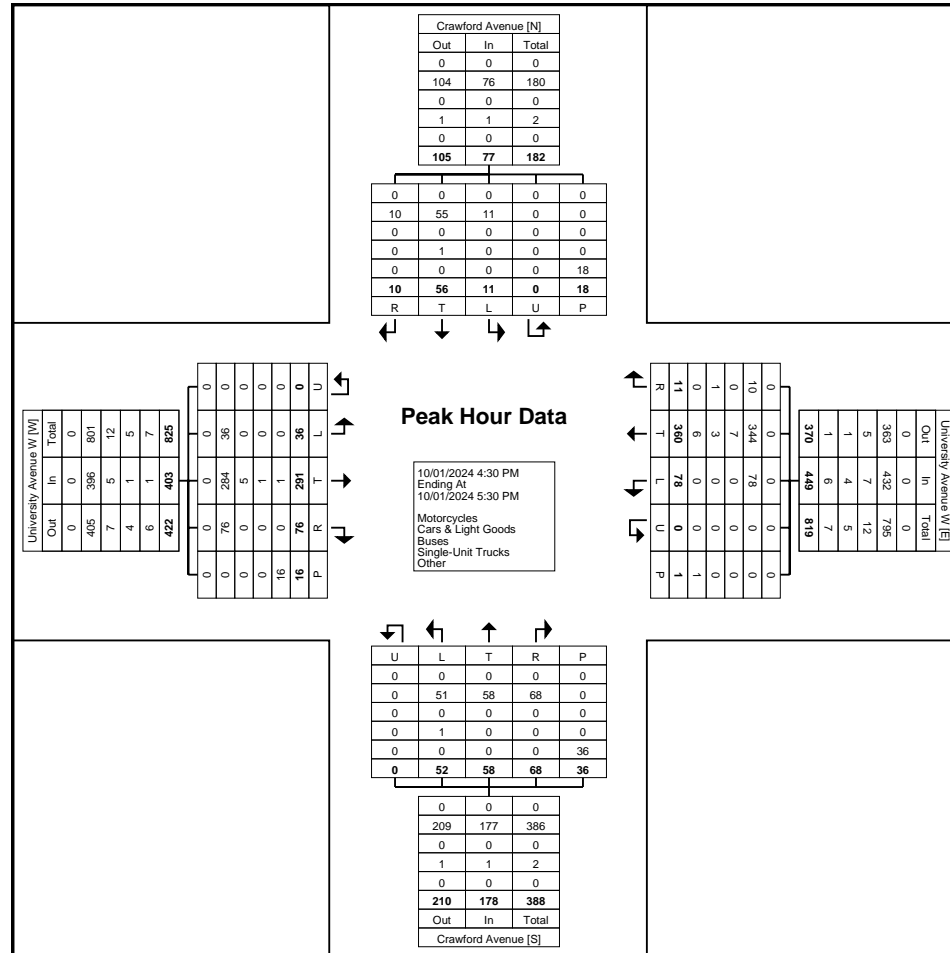 Crawford Avenue [N]
Out In Total
0 0 0
104 76 180
0 0 0
1 1 2
0 0 0
105 77 182
0 0 0 0 0
10 55 11 0 0
0 0 0 0 0
0 1 0 0 0
0 0 0 0 18
10 56 11 0 18
R T L U P
University Avenue W [W]
Total 0 801 12 5 7 825
In 0 396 5 1 1 403
Out 0 405 7 4 6 422
0 0 0 0 0 0 U
0 36 0 0 0 36 L
0 284 5 1 1 291 T
0 76 0 0 0 76 R
0 0 0 0 16 16 P
Peak Hour Data
10/01/2024 4:30 PM
Ending At
10/01/2024 5:30 PM
Motorcycles
Cars & Light Goods
Buses
Single-Unit Trucks
Other
R 11 0 1 0 10 0
T 360 6 3 7 344 0
L 78 0 0 0 78 0
U 0 0 0 0 0 0
P 1 1 0 0 0 0
University Avenue W [E]
370 1 1 5 363 0 Out
449 6 4 7 432 0 In
819 7 5 12 795 0 Total
U L T R P
0 0 0 0 0
0 51 58 68 0
0 0 0 0 0
0 1 0 0 0
0 0 0 0 36
0 52 58 68 36
0 0 0
209 177 386
0 0 0
1 1 2
0 0 0
210 178 388
Out In Total
Crawford Avenue [S]